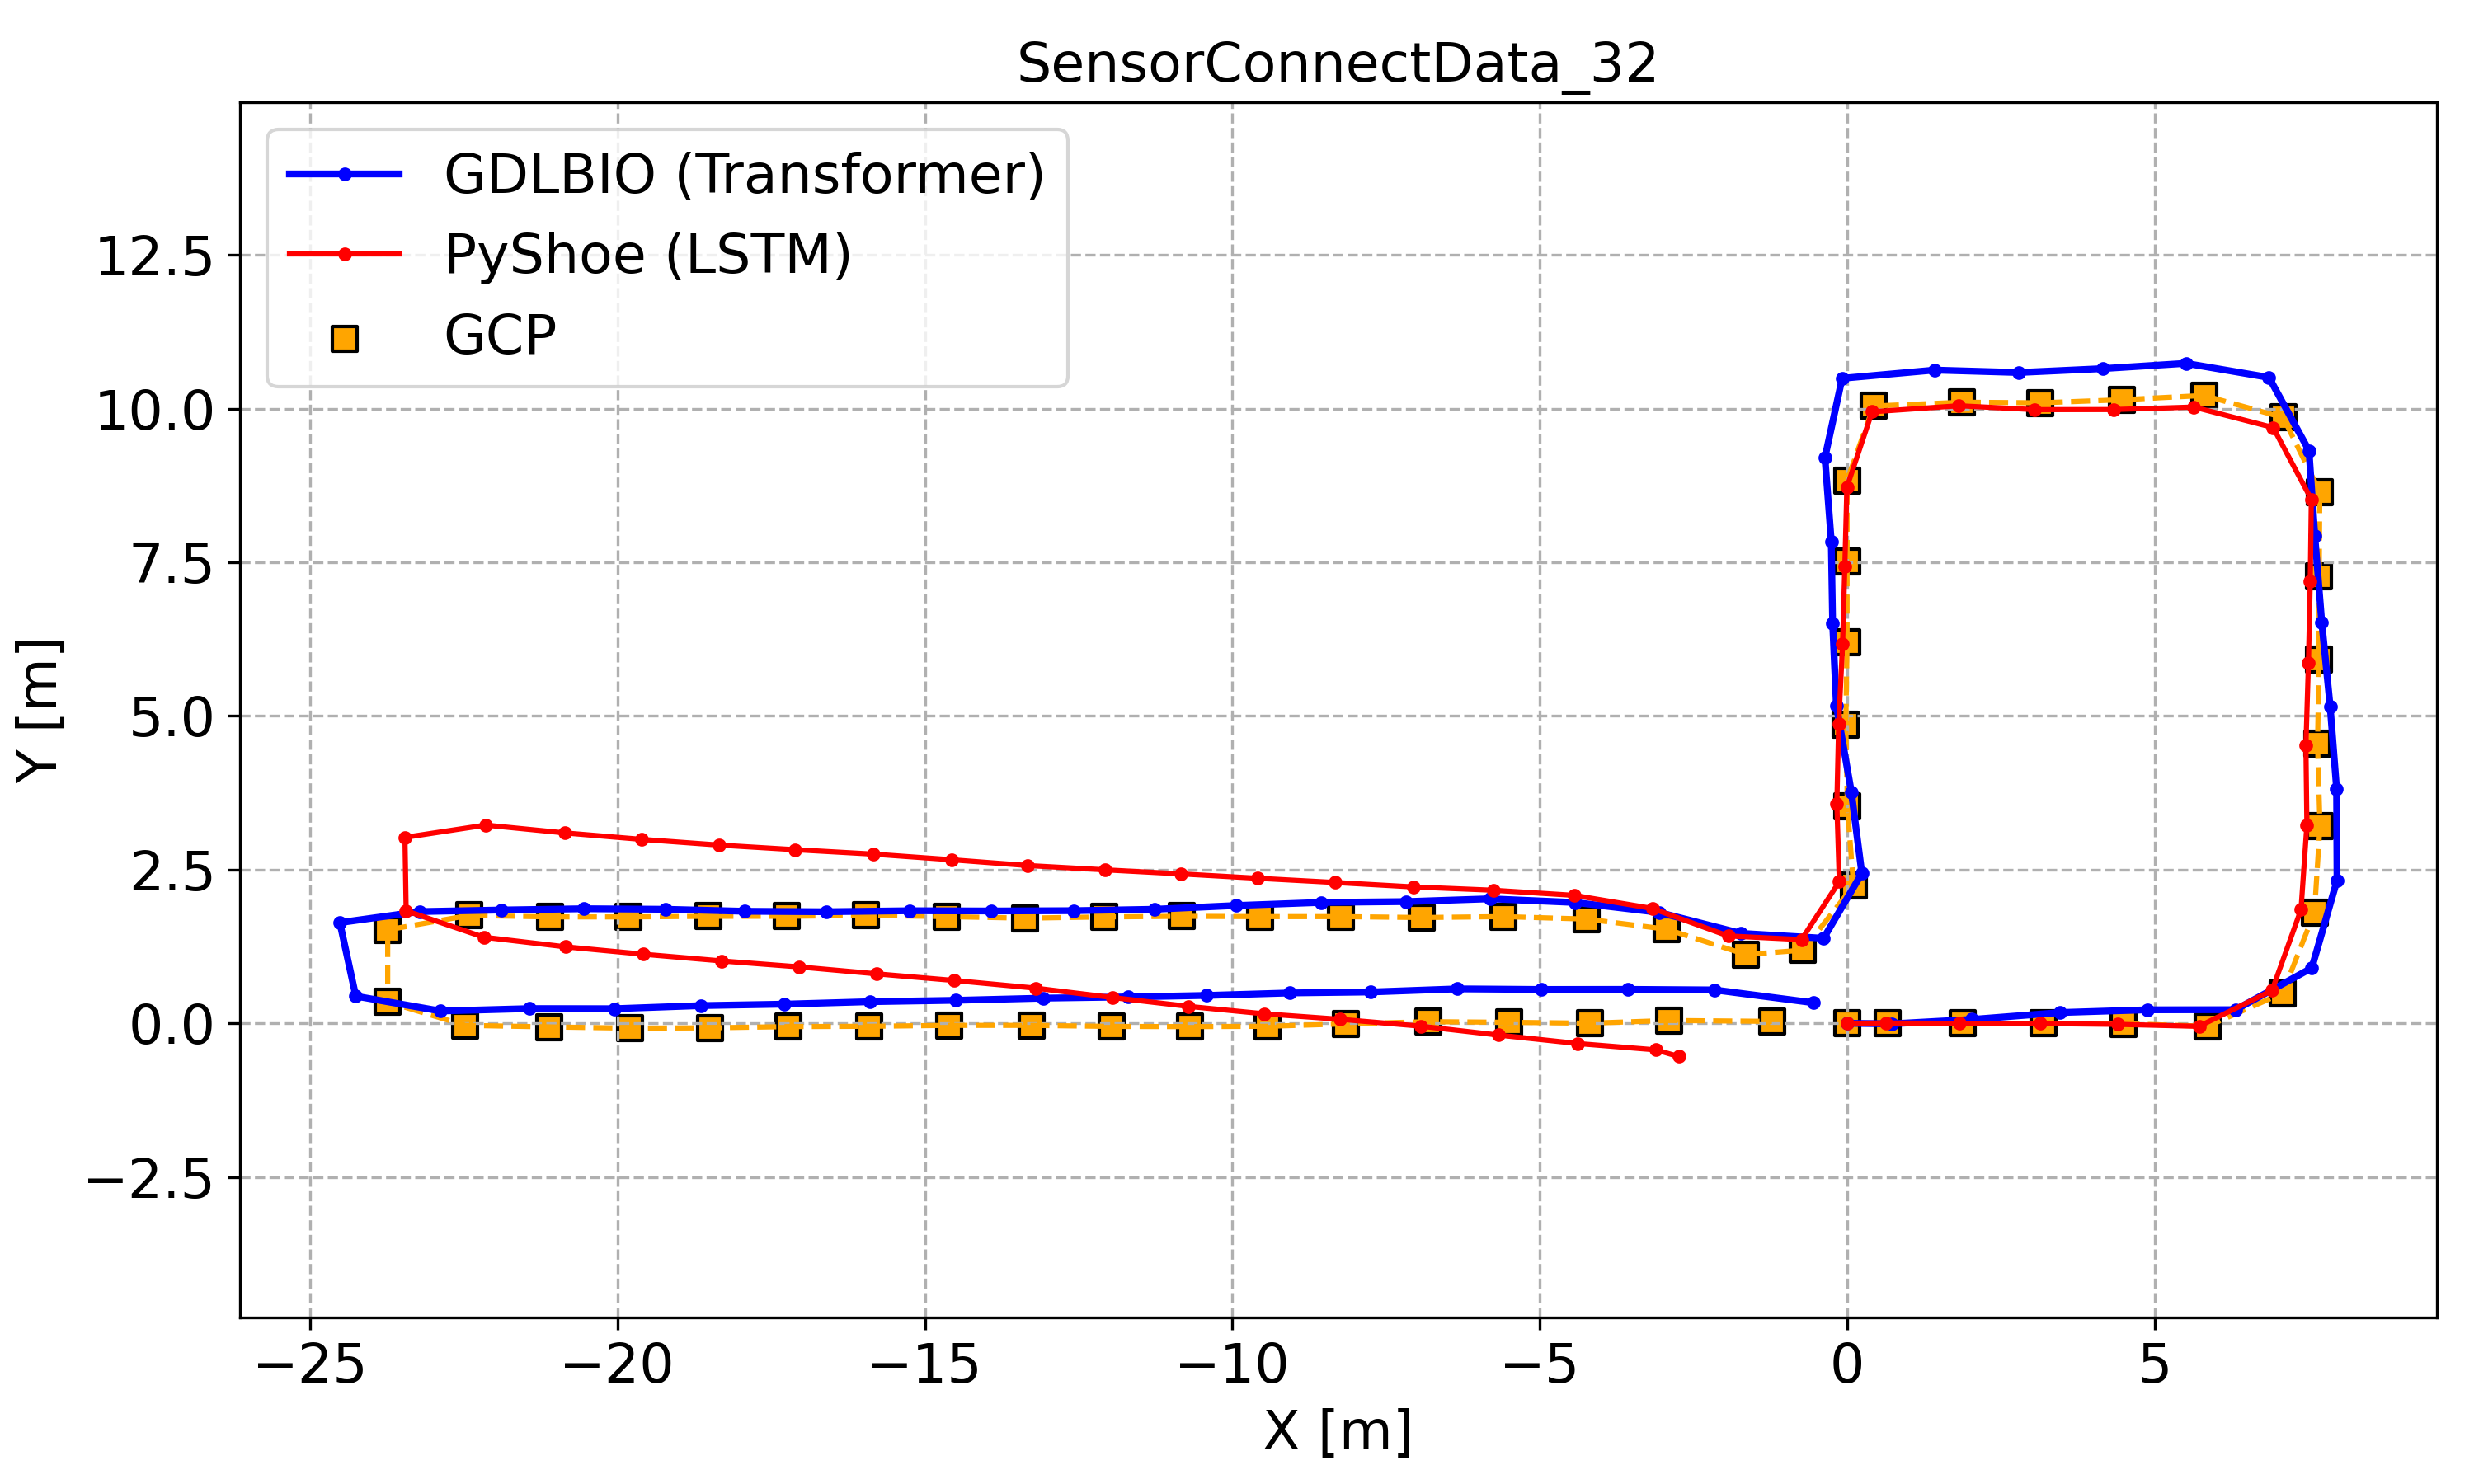 SensorConnectData_32
GDLBIO (Transformer)
PyShoe (LSTM)
GCP
12.5
10.0
7.5
5.0
2.5
0.0
−2.5
Y [m]
−25
−20
−15
−10
−5
0
5
X [m]